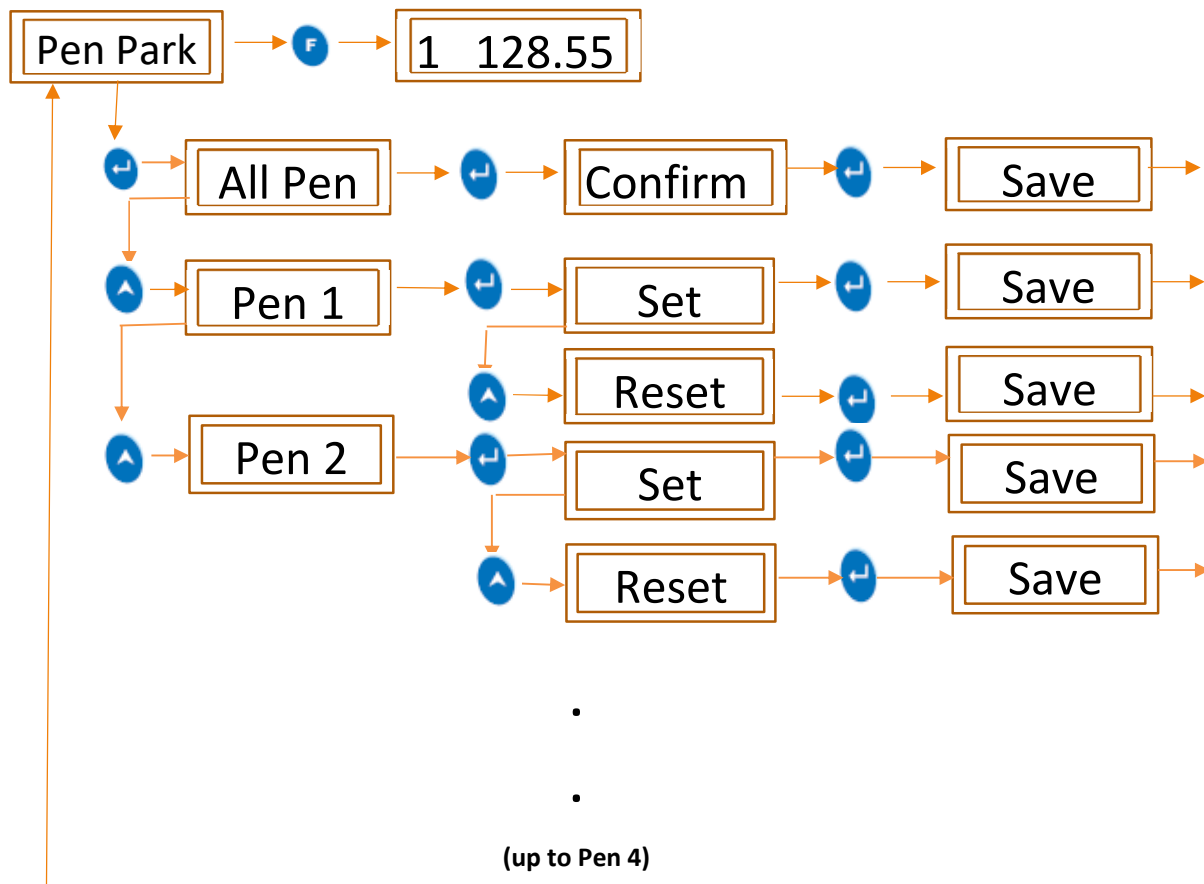 Pen Park F 1 128.55
All Pen Confirm Save
Pen 1 Set Save
Reset Save
Pen 2 Set Save
Reset Save
.
.
(up to Pen 4)